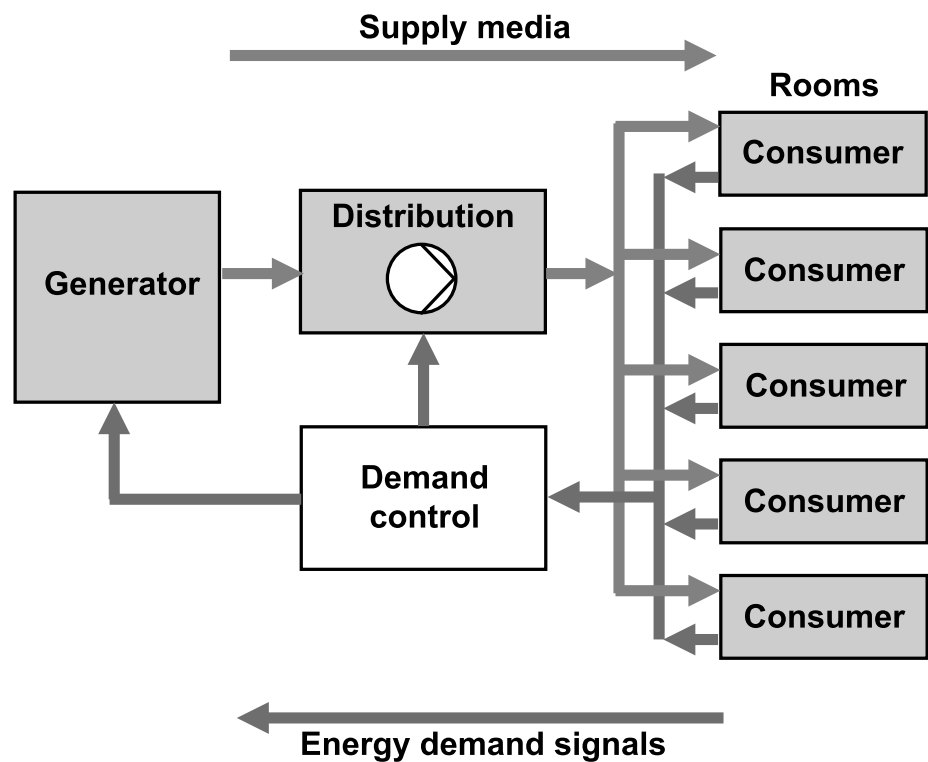 Supply media
Rooms
Consumer
Distribution
Generator
Consumer
Consumer
Demand
control
Consumer
Consumer
Energy demand signals